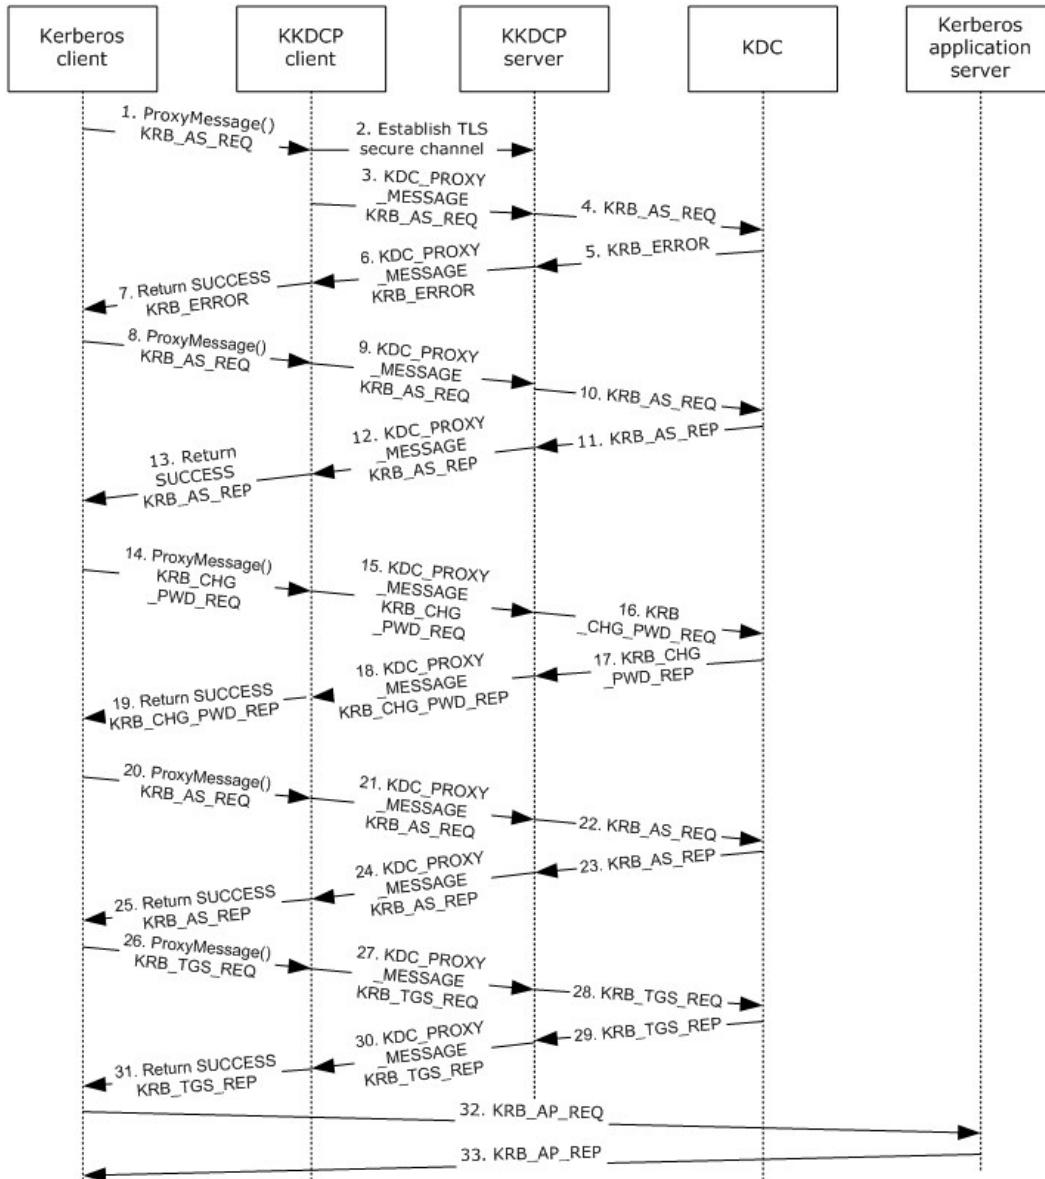 Kerberos
client
KKDCP
client
KKDCP
server
KDC
Kerberos
application
server
1. ProxyMessage()
KRB_AS_REQ
2. Establish TLS
secure channel
3. KDC_PROXY
_MESSAGE
KRB_AS_REQ
4. KRB_AS_REQ
5. KRB_ERROR
6. KDC_PROXY
_MESSAGE
KRB_ERROR
7. Return SUCCESS
KRB_ERROR
8. ProxyMessage()
KRB_AS_REQ
9. KDC_PROXY
_MESSAGE
KRB_AS_REQ
10. KRB_AS_REQ
11. KRB_AS_REP
12. KDC_PROXY
_MESSAGE
KRB_AS_REP
13. Return
SUCCESS
KRB_AS_REP
14. ProxyMessage()
KRB_CHG
_PWD_REQ
15. KDC_PROXY
_MESSAGE
KRB_CHG
_PWD_REQ
16. KRB
_CHG_PWD_REQ
17. KRB_CHG
_PWD_REP
18. KDC_PROXY
_MESSAGE
KRB_CHG_PWD_REP
19. Return SUCCESS
KRB_CHG_PWD_REP
20. ProxyMessage()
KRB_AS_REQ
21. KDC_PROXY
_MESSAGE
KRB_AS_REQ
22. KRB_AS_REQ
23. KRB_AS_REP
24. KDC_PROXY
_MESSAGE
KRB_AS_REP
25. Return SUCCESS
KRB_AS_REP
26. ProxyMessage()
KRB_TGS_REQ
27. KDC_PROXY
_MESSAGE
KRB_TGS_REQ
28. KRB_TGS_REQ
29. KRB_TGS_REP
30. KDC_PROXY
_MESSAGE
KRB_TGS_REP
31. Return SUCCESS
KRB_TGS_REP
32. KRB_AP_REQ
33. KRB_AP_REP